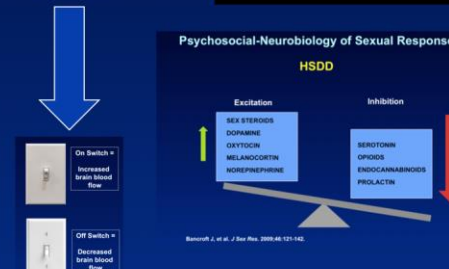 Psychosocial-Neurobiology of Sexual Response
HSDD
Excitation
Inhibition
SEX STEROIDS
DOPAMINE
OXYTOCIN
MELANOCORTIN
NOREPINEPHRINE
SEROTONIN
OPIOIDS
ENDOCANNABINOIDS
PROLACTIN
Bancroft J, et al. J Sex Res. 2009;46:121-142.
On Switch =
Increased
brain blood
flow
Off Switch =
Decreased
brain blood
flow